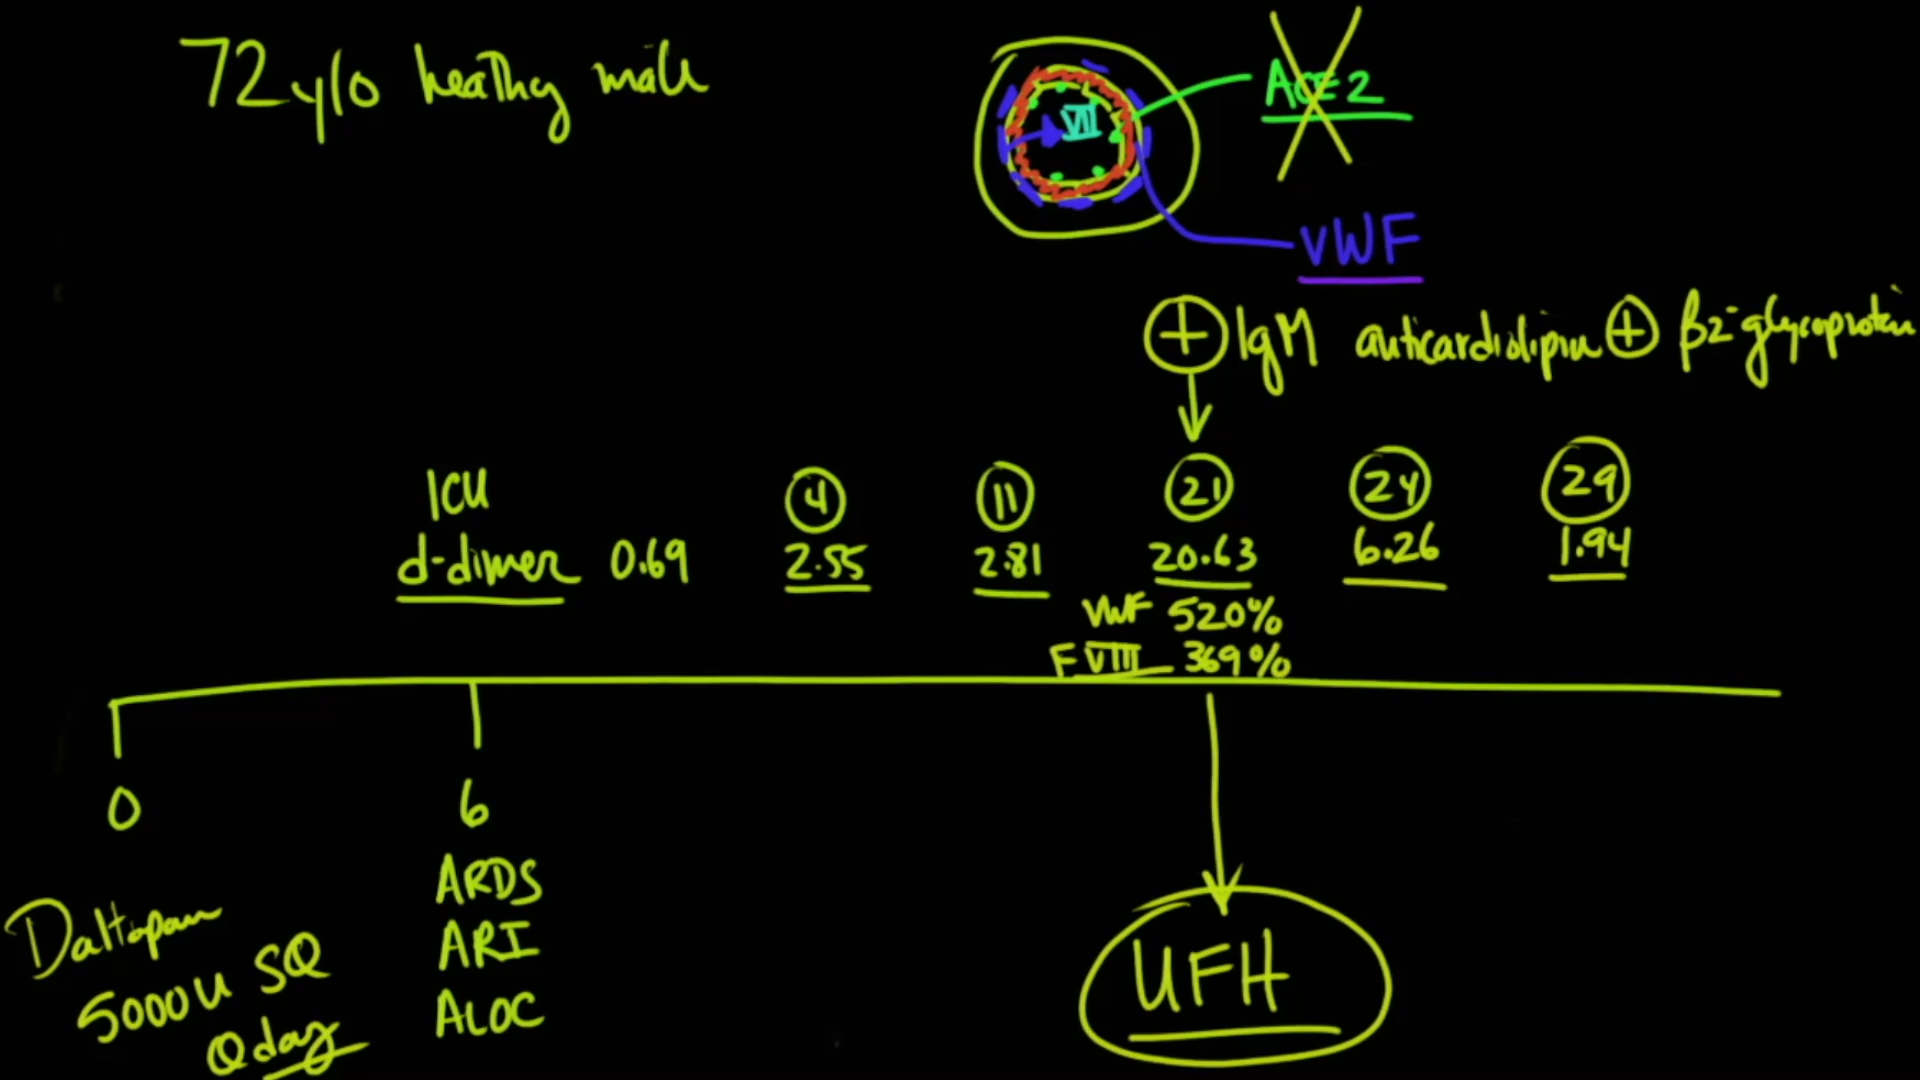 72 y/o healthy male
VII
ACE2
VWF
+ IgM anticardiolipin + β2-glycoprotein
ICU
4
11
21
24
29
d-dimer 0.69
2.55
2.81
20.63
6.26
1.94
VWF 520%
FVIII 369%
0
6
ARDS
ARI
ALOC
5000U SQ
Qday
UFH